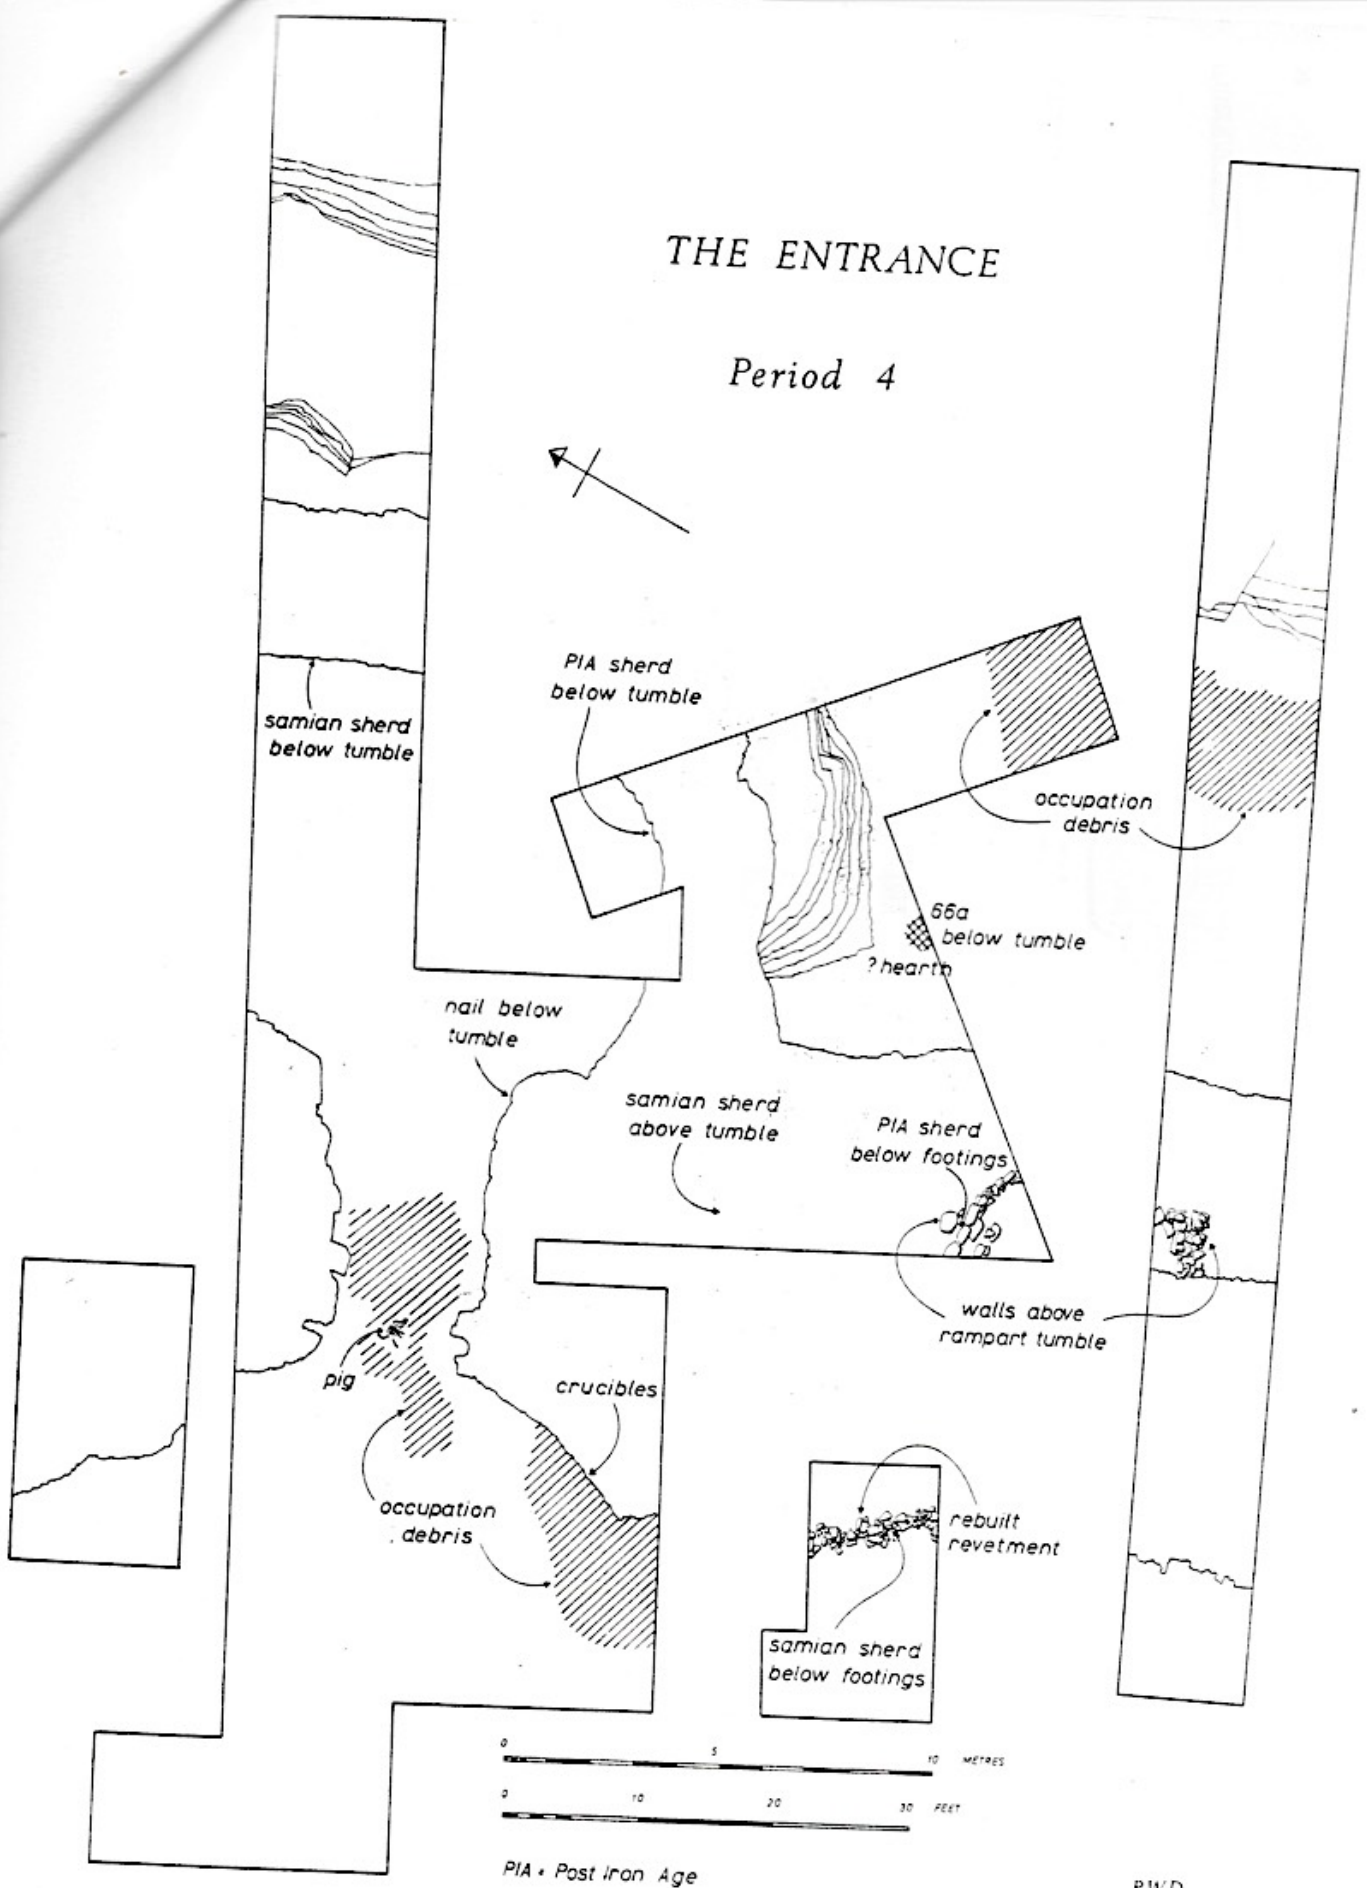 THE ENTRANCE
Period 4
PIA sherd
below tumble
samian sherd
below tumble
occupation
debris
66a
below tumble
? hearth
nail below
tumble
samian sherd
above tumble
PIA sherd
below footings
walls above
rampart tumble
pig
crucibles
occupation
debris
rebuilt
revetment
samian sherd
below footings
0 5 10 METRES
0 10 20 30 FEET
PIA = Post Iron Age